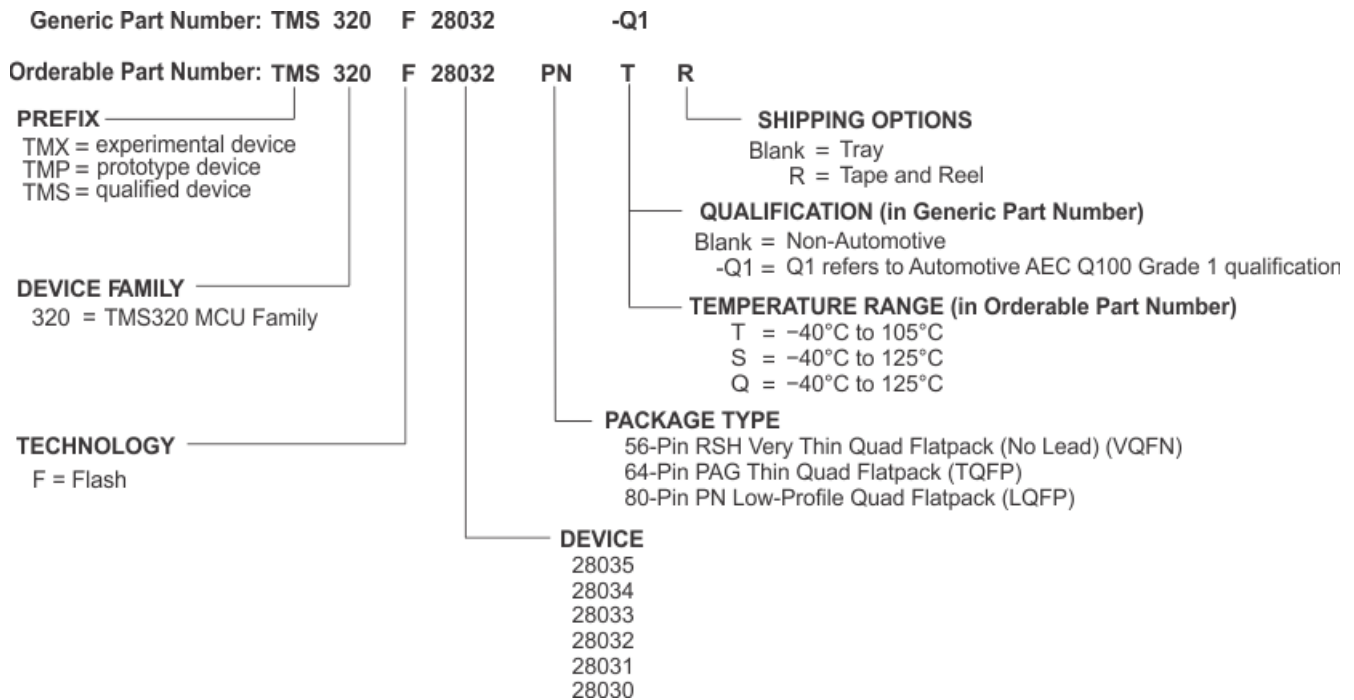 Generic Part Number: TMS 320 F 28032 -Q1
Orderable Part Number: TMS 320 F 28032 PN T R
PREFIX
TMX = experimental device
TMP = prototype device
TMS = qualified device
DEVICE FAMILY
320 = TMS320 MCU Family
TECHNOLOGY
F = Flash
SHIPPING OPTIONS
Blank = Tray
R = Tape and Reel
QUALIFICATION (in Generic Part Number)
Blank = Non-Automotive
-Q1 = Q1 refers to Automotive AEC Q100 Grade 1 qualification
TEMPERATURE RANGE (in Orderable Part Number)
T = −40°C to 105°C
S = −40°C to 125°C
Q = −40°C to 125°C
PACKAGE TYPE
56-Pin RSH Very Thin Quad Flatpack (No Lead) (VQFN)
64-Pin PAG Thin Quad Flatpack (TQFP)
80-Pin PN Low-Profile Quad Flatpack (LQFP)
DEVICE
28035
28034
28033
28032
28031
28030